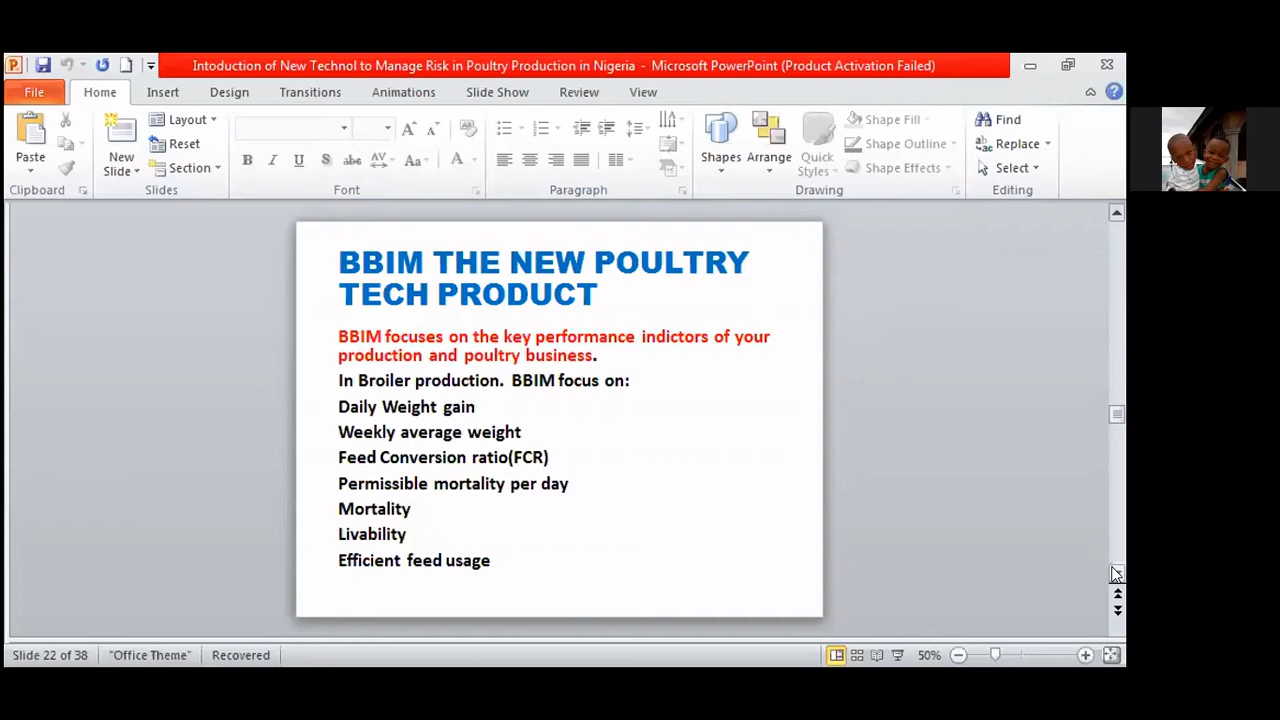 Intoduction of New Technol to Manage Risk in Poultry Production in Nigeria - Microsoft PowerPoint (Product Activation Failed)
File Home Insert Design Transitions Animations Slide Show Review View
Paste
Clipboard
New Slide
Layout
Reset
Section
Slides
B I U S abc AV Aa A
Font
Paragraph
Shapes
Arrange
Quick Styles
Shape Fill
Shape Outline
Shape Effects
Drawing
Find
Replace
Select
Editing
BBIM THE NEW POULTRY
TECH PRODUCT
BBIM focuses on the key performance indictors of your
production and poultry business.
In Broiler production. BBIM focus on:
Daily Weight gain
Weekly average weight
Feed Conversion ratio(FCR)
Permissible mortality per day
Mortality
Livability
Efficient feed usage
Slide 22 of 38 "Office Theme" Recovered 50%